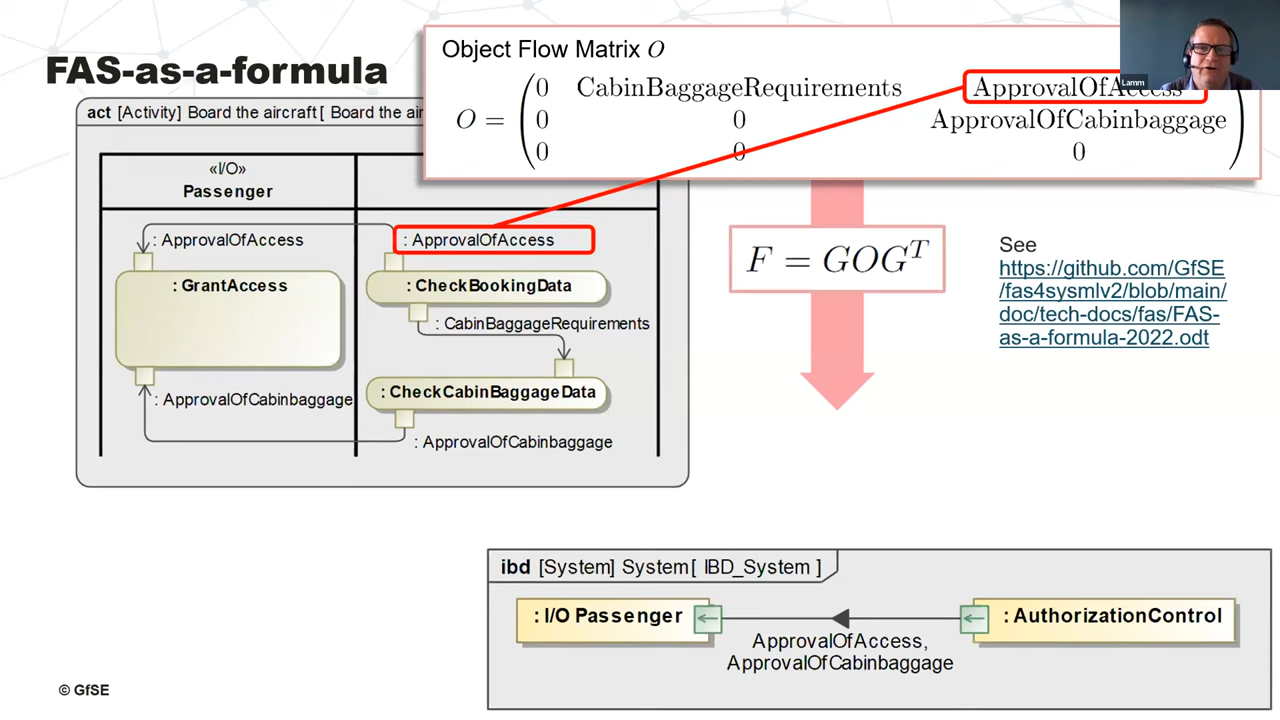 FAS-as-a-formula
Object Flow Matrix O
O = ( 0 CabinBaggageRequirements ApprovalOfAccess
0 0 ApprovalOfCabinbaggage
0 0 0 )
Lamm
act [Activity] Board the aircraft[ Board the air
«I/O»
Passenger
: ApprovalOfAccess
: ApprovalOfAccess
: GrantAccess
: CheckBookingData
: CabinBaggageRequirements
: CheckCabinBaggageData
: ApprovalOfCabinbaggage
: ApprovalOfCabinbaggage
F = GOG^T
See
https://github.com/GfSE
/fas4sysmlv2/blob/main/
doc/tech-docs/fas/FAS-
as-a-formula-2022.odt
ibd [System] System[ IBD_System ]
: I/O Passenger
: AuthorizationControl
ApprovalOfAccess,
ApprovalOfCabinbaggage
© GfSE